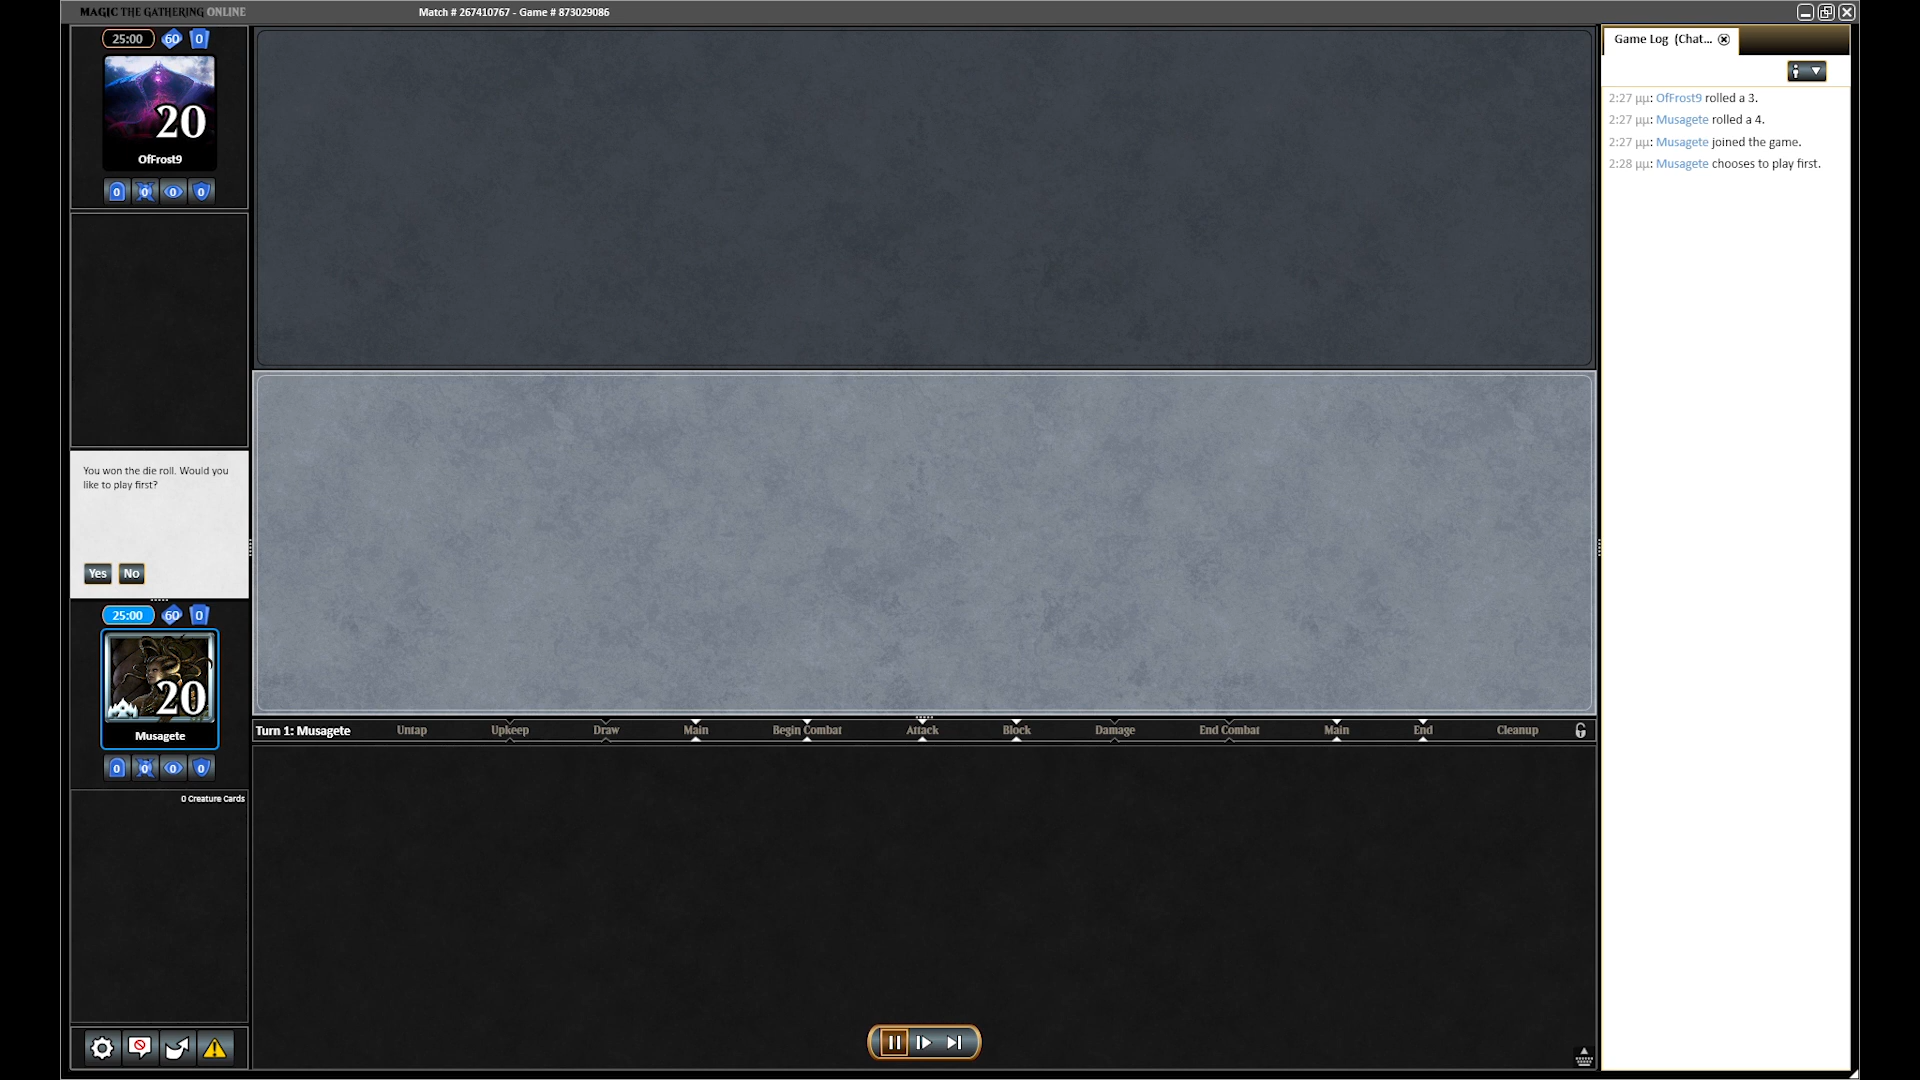 MAGIC THE GATHERING ONLINE
Match # 267410767 - Game # 873029086
25:00 60 0
20
OfFrost9
0 0 0 0
You won the die roll. Would you
like to play first?
Yes No
25:00 60 0
20
Musagete
0 0 0 0
0 Creature Cards
Turn 1: Musagete Untap Upkeep Draw Main Begin Combat Attack Block Damage End Combat Main End Cleanup
Game Log (Chat...
2:27 μμ: OfFrost9 rolled a 3.
2:27 μμ: Musagete rolled a 4.
2:27 μμ: Musagete joined the game.
2:28 μμ: Musagete chooses to play first.